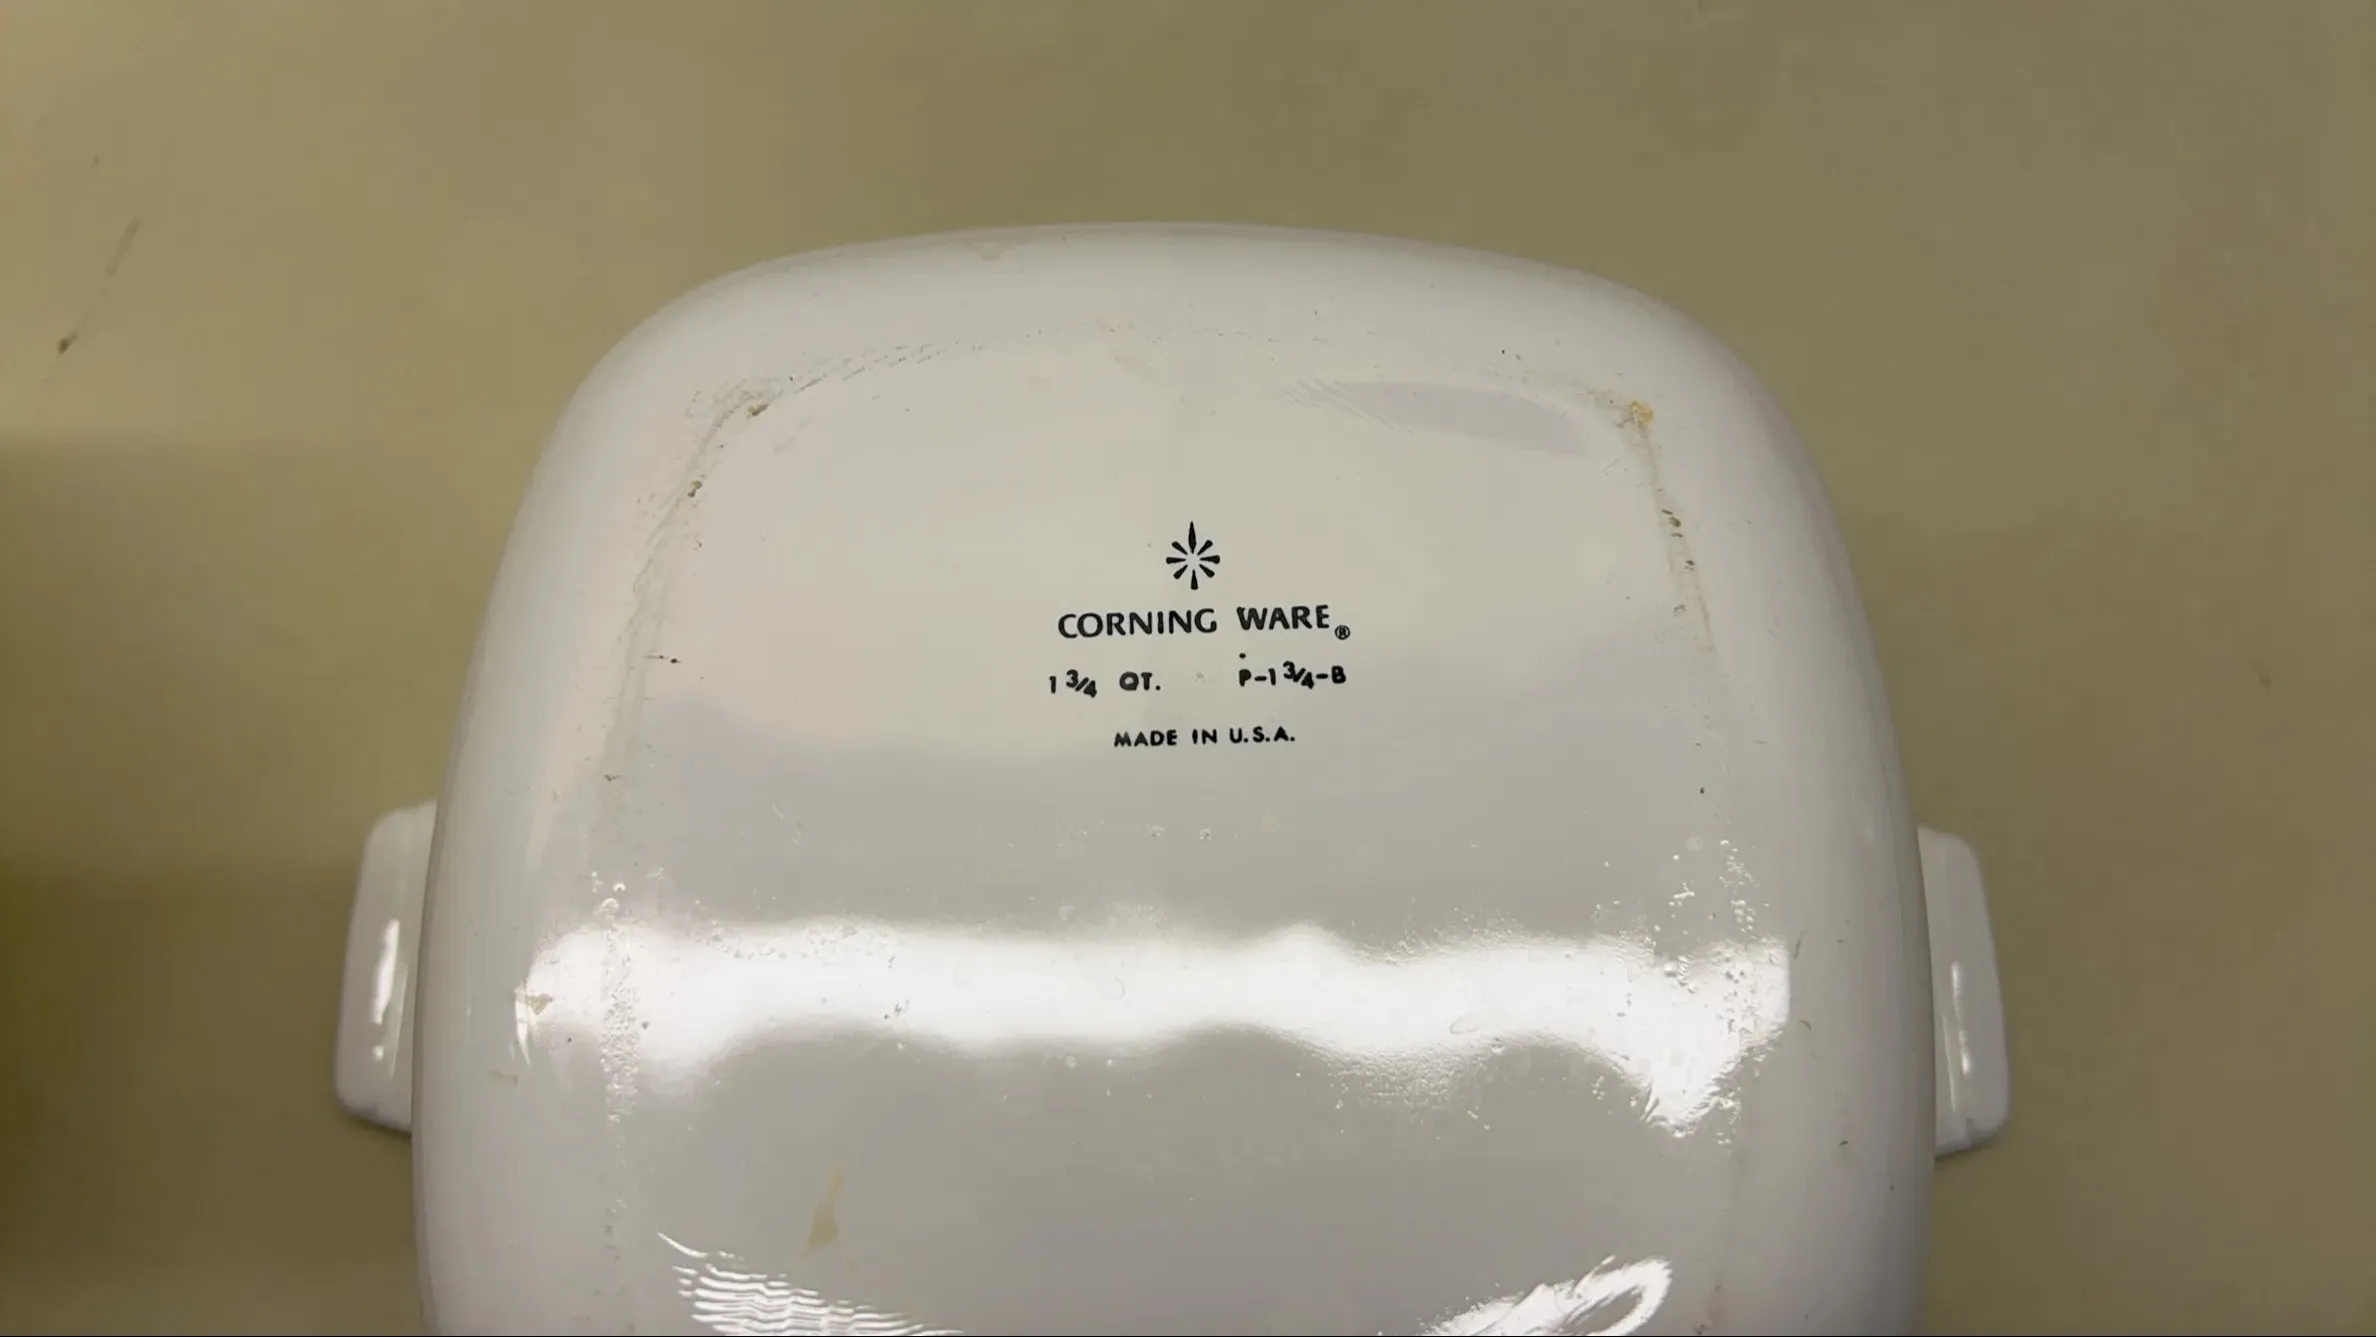 CORNING WARE®
1 3/4 QT. P-1 3/4-B
MADE IN U.S.A.